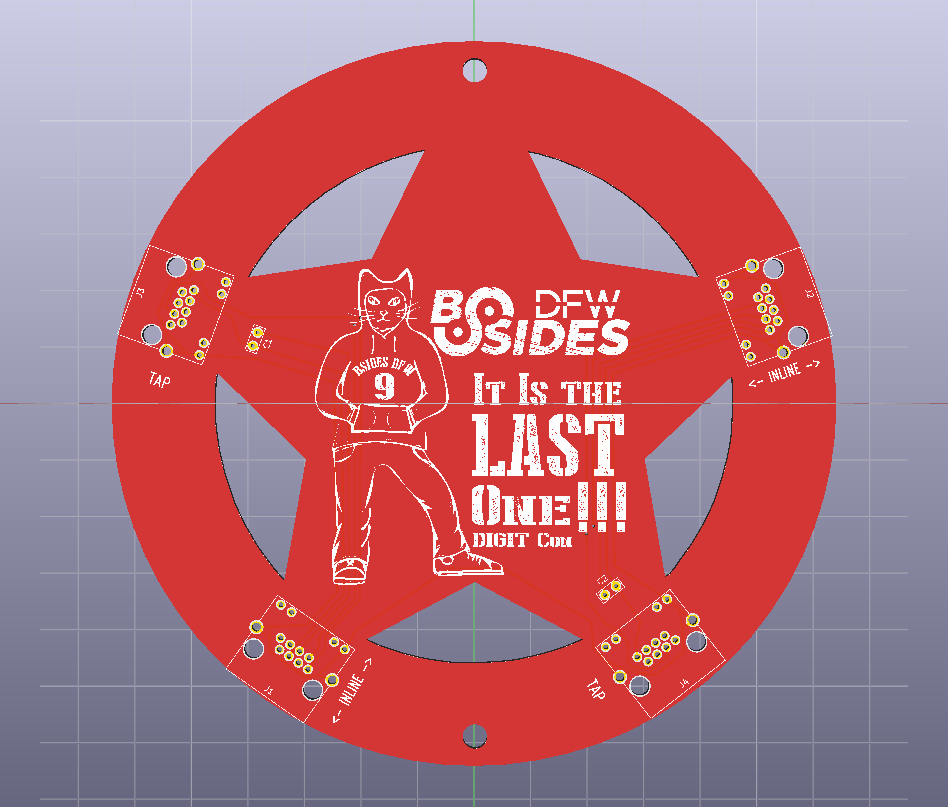 BSIDES DFW
IT IS THE
LAST
ONE!!!
DIGIT CON
BSIDES DFW
9
J3
C1
TAP
J2
<- INLINE ->
J1
<- INLINE ->
TAP
J4